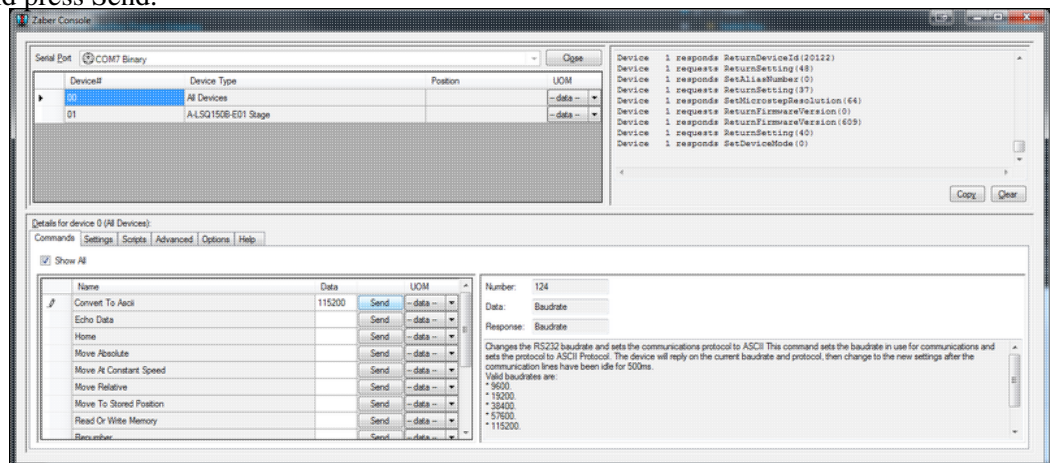 d press Send.
Zaber Console
Serial Port COM7 Binary Close
Device# Device Type Position UOM
00 All Devices -- data --
01 A-LSQ150B-E01 Stage -- data --
Device 1 responds ReturnDeviceId(20122)
Device 1 requests ReturnSetting(48)
Device 1 responds SetAliasNumber(0)
Device 1 requests ReturnSetting(37)
Device 1 responds SetMicrostepResolution(64)
Device 1 requests ReturnFirmwareVersion(0)
Device 1 responds ReturnFirmwareVersion(609)
Device 1 requests ReturnSetting(40)
Device 1 responds SetDeviceMode(0)
Copy Clear
Details for device 0 (All Devices):
Commands Settings Scripts Advanced Options Help
Show All
Name Data UOM
Convert To Ascii 115200 Send -- data --
Echo Data Send -- data --
Home Send -- data --
Move Absolute Send -- data --
Move At Constant Speed Send -- data --
Move Relative Send -- data --
Move To Stored Position Send -- data --
Read Or Write Memory Send -- data --
Renumber Send -- data --
Number: 124
Data: Baudrate
Response: Baudrate
Changes the RS232 baudrate and sets the communications protocol to ASCII This command sets the baudrate in use for communications and
sets the protocol to ASCII Protocol. The device will reply on the current baudrate and protocol, then change to the new settings after the
communication lines have been idle for 500ms.
Valid baudrates are:
* 9600.
* 19200.
* 38400.
* 57600.
* 115200.